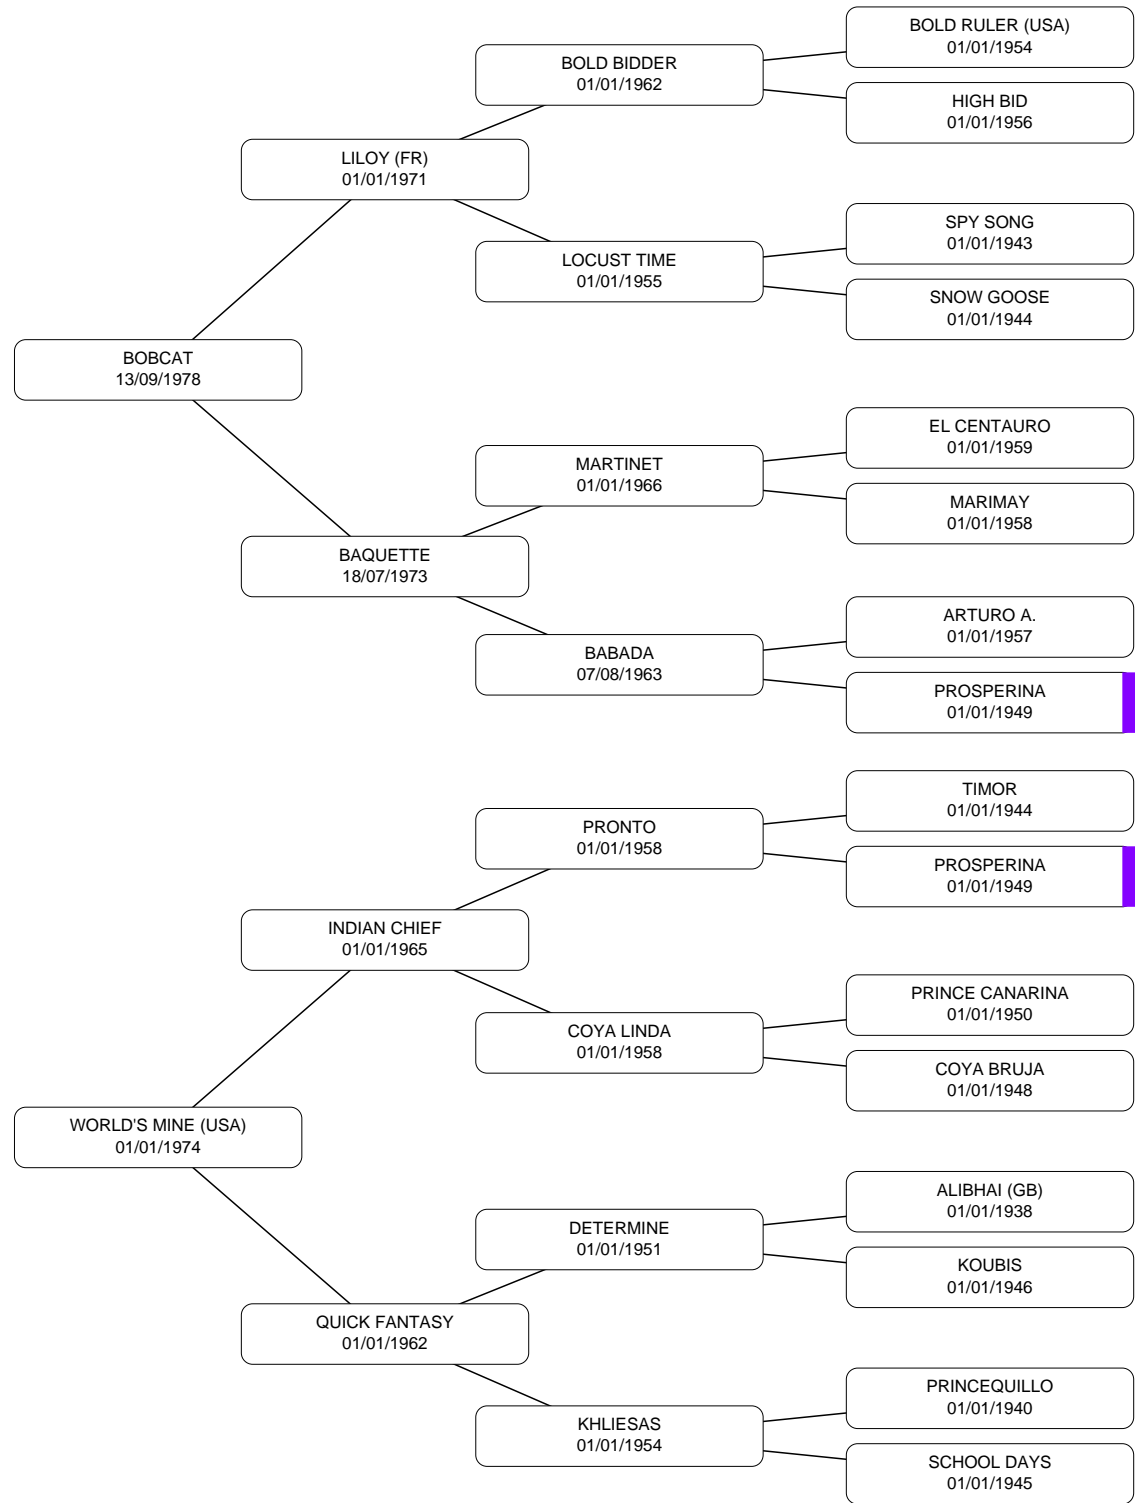 BOLD RULER (USA)
01/01/1954
BOLD BIDDER
01/01/1962
HIGH BID
01/01/1956
LILOY (FR)
01/01/1971
SPY SONG
01/01/1943
LOCUST TIME
01/01/1955
SNOW GOOSE
01/01/1944
BOBCAT
13/09/1978
EL CENTAURO
01/01/1959
MARTINET
01/01/1966
MARIMAY
01/01/1958
BAQUETTE
18/07/1973
ARTURO A.
01/01/1957
BABADA
07/08/1963
PROSPERINA
01/01/1949
TIMOR
01/01/1944
PRONTO
01/01/1958
PROSPERINA
01/01/1949
INDIAN CHIEF
01/01/1965
PRINCE CANARINA
01/01/1950
COYA LINDA
01/01/1958
COYA BRUJA
01/01/1948
WORLD'S MINE (USA)
01/01/1974
ALIBHAI (GB)
01/01/1938
DETERMINE
01/01/1951
KOUBIS
01/01/1946
QUICK FANTASY
01/01/1962
PRINCEQUILLO
01/01/1940
KHLIESAS
01/01/1954
SCHOOL DAYS
01/01/1945